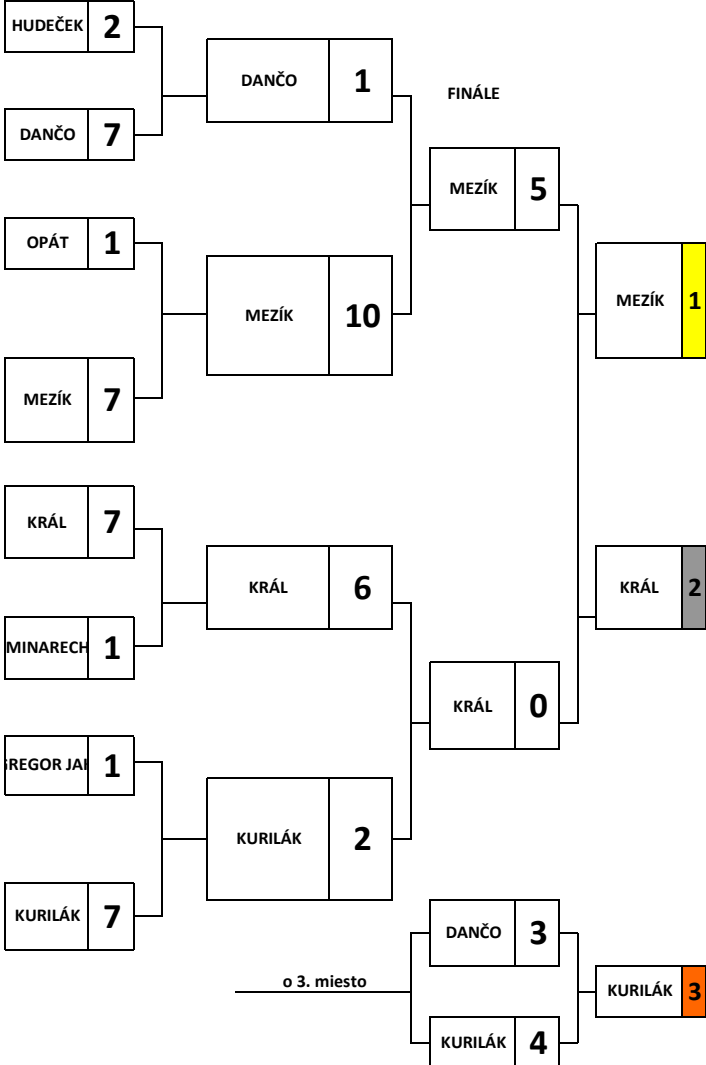 HUDEČEK 2
DANČO 7
OPÁT 1
MEZÍK 7
KRÁL 7
MINARECH 1
1
KURILÁK 7
DANČO 1
MEZÍK 10
KRÁL 6
KURILÁK 2
o 3. miesto
FINÁLE
MEZÍK 5
KRÁL 0
DANČO 3
KURILÁK 4
MEZÍK 1
KRÁL 2
KURILÁK 3